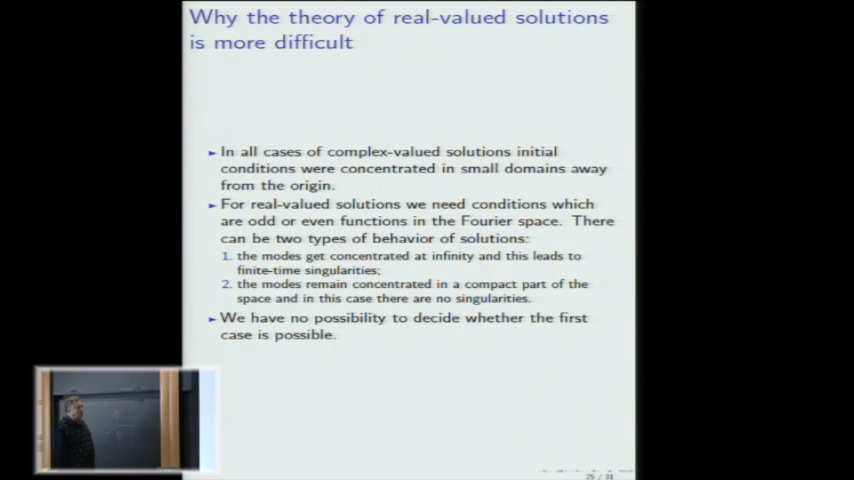 Why the theory of real-valued solutions
is more difficult
► In all cases of complex-valued solutions initial
conditions were concentrated in small domains away
from the origin.
► For real-valued solutions we need conditions which
are odd or even functions in the Fourier space. There
can be two types of behavior of solutions:
1. the modes get concentrated at infinity and this leads to
finite-time singularities;
2. the modes remain concentrated in a compact part of the
space and in this case there are no singularities.
► We have no possibility to decide whether the first
case is possible.
25 / 31